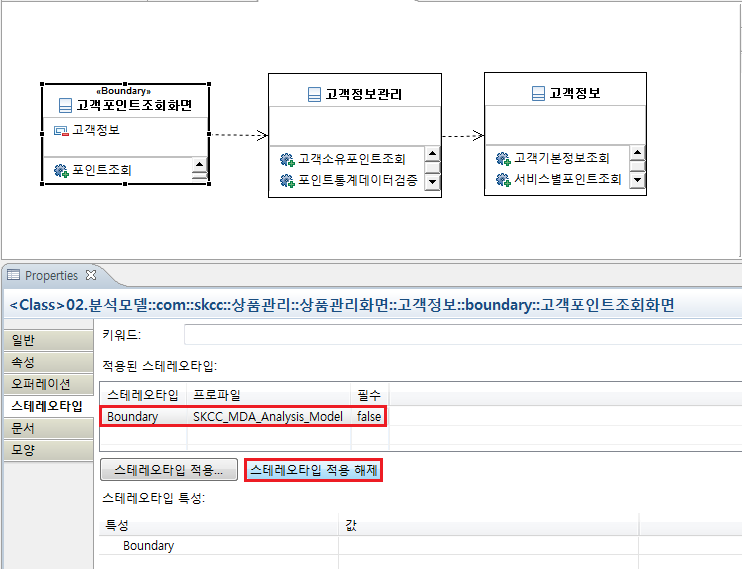 «Boundary»
고객포인트조회화면
고객정보
포인트조회
고객정보관리
고객소유포인트조회
포인트통계데이터검증
고객정보
고객기본정보조회
서비스별포인트조회
Properties
<Class>02.분석모델::com::skcc::상품관리::상품관리화면::고객정보::boundary::고객포인트조회화면
일반
속성
오퍼레이션
스테레오타입
문서
모양
키워드:
적용된 스테레오타입:
스테레오타입 프로파일 필수
Boundary SKCC_MDA_Analysis_Model false
스테레오타입 적용... 스테레오타입 적용 해제
스테레오타입 특성:
특성 값
Boundary